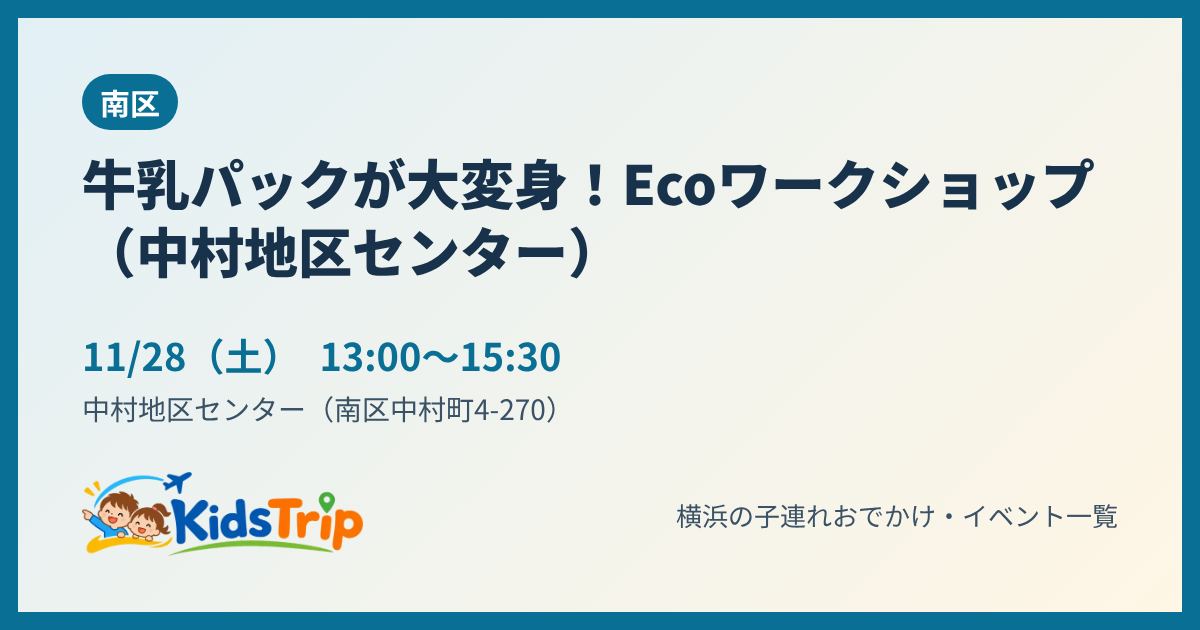 南区
牛乳パックが大変身！Ecoワークショップ
（中村地区センター）
11/28（土） 13:00〜15:30
中村地区センター（南区中村町4-270）
KidsTrip
横浜の子連れおでかけ・イベント一覧